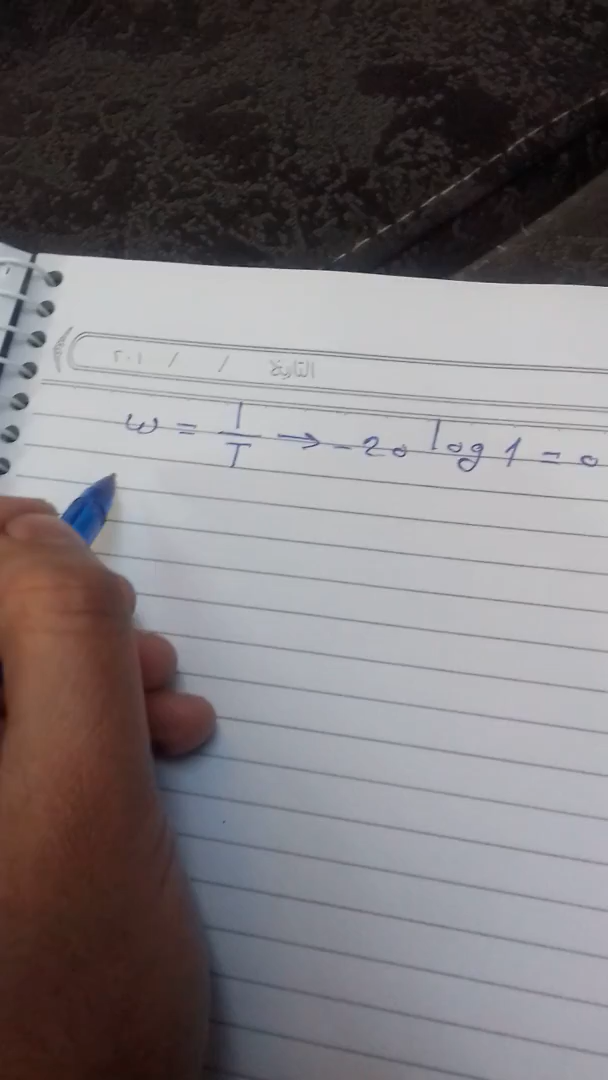 التاريخ / / ٢٠١
ω = 1/T → -20 log 1 = 0